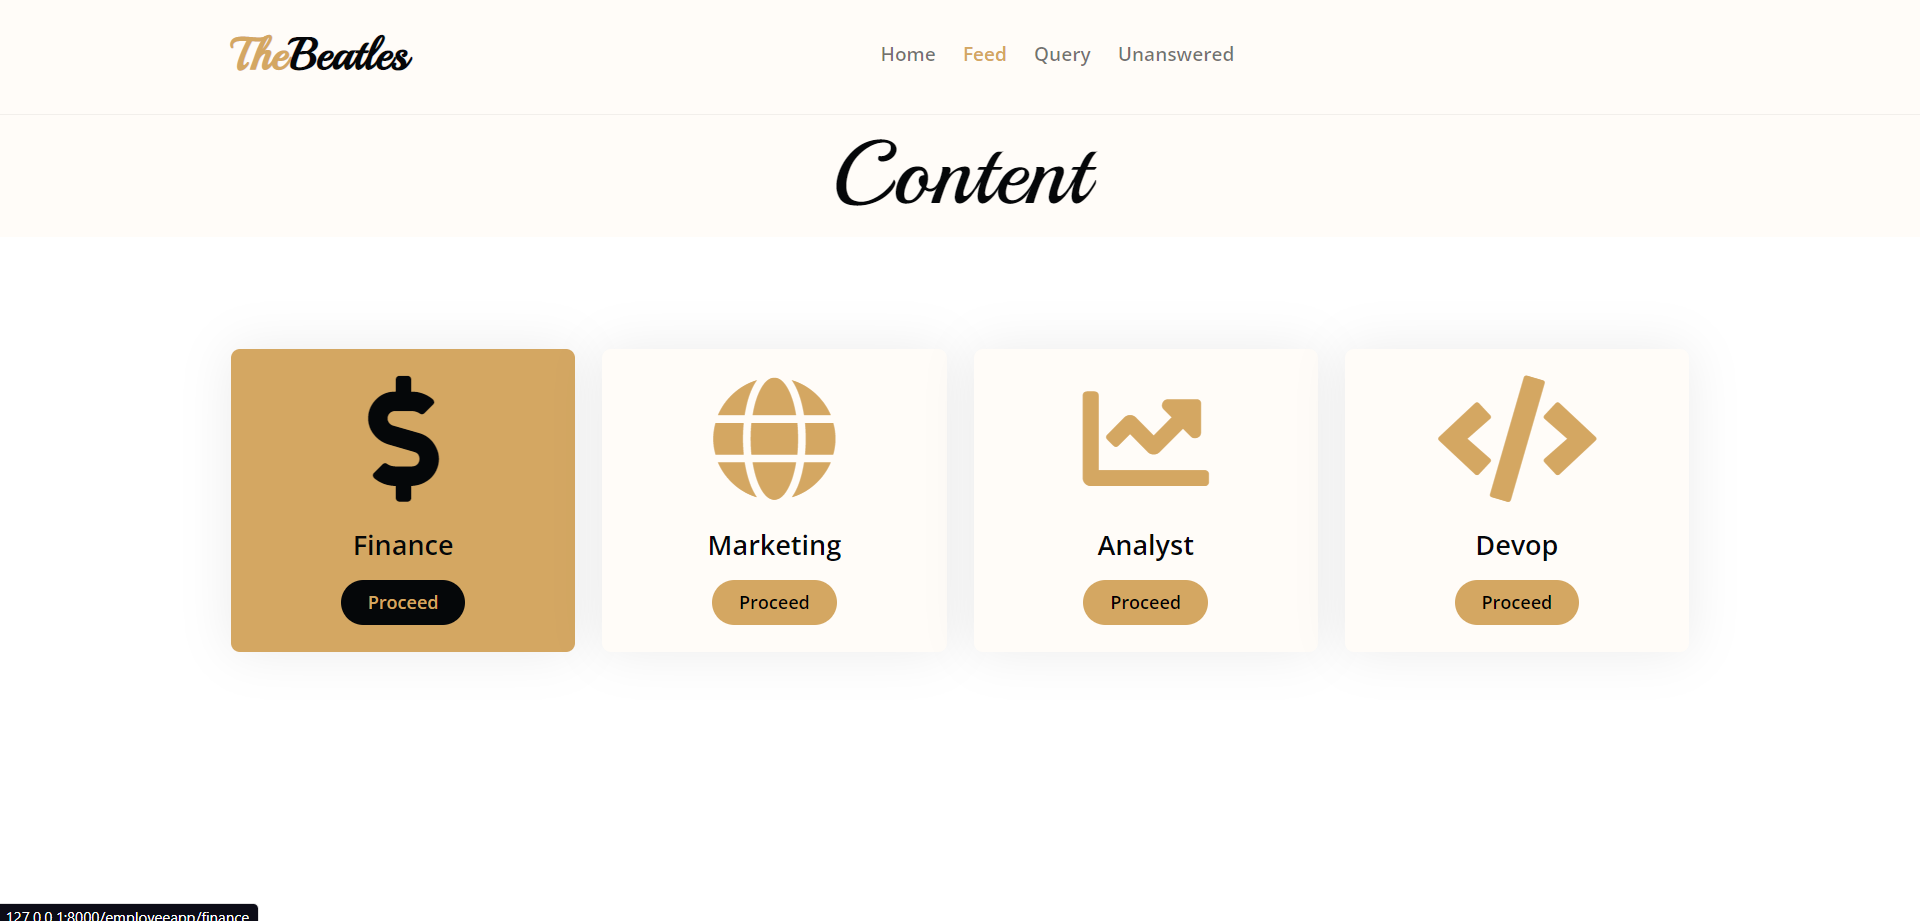 TheBeatles
Home Feed Query Unanswered
Content
Finance Marketing Analyst Devop
Proceed Proceed Proceed Proceed
127.0.0.1:8000/employeeapp/finance